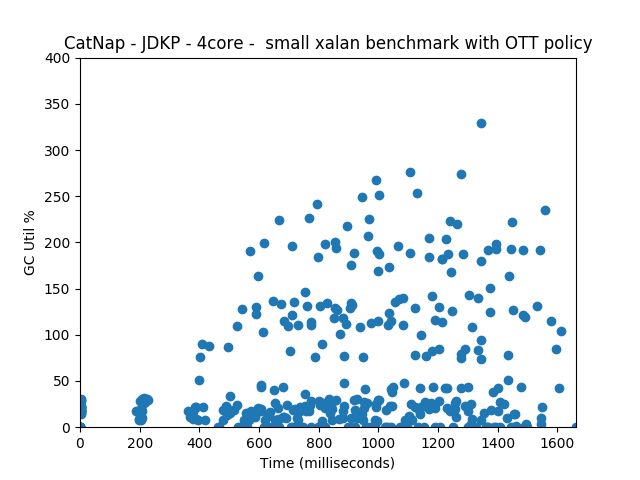 CatNap - JDKP - 4core -  small xalan benchmark with OTT policy
400
350
300
250
200
150
100
50
0
GC Util %
0 200 400 600 800 1000 1200 1400 1600
Time (milliseconds)